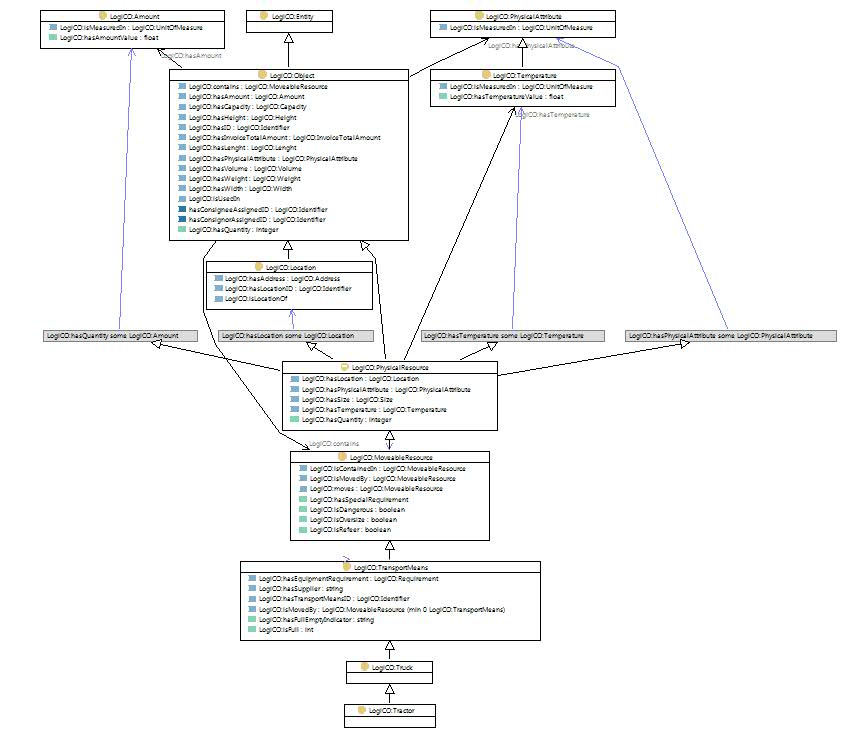 LogiCO:Amount
LogiCO:isMeasuredIn : LogiCO:UnitOfMeasure
LogiCO:hasAmountValue : float
LogiCO:Entity
LogiCO:PhysicalAttribute
LogiCO:isMeasuredIn : LogiCO:UnitOfMeasure
LogiCO:hasAmount
LogiCO:hasPhysicalAttribute
LogiCO:Object
LogiCO:contains : LogiCO:MoveableResource
LogiCO:hasAmount : LogiCO:Amount
LogiCO:hasCapacity : LogiCO:Capacity
LogiCO:hasHeight : LogiCO:Height
LogiCO:hasID : LogiCO:Identifier
LogiCO:hasInvoiceTotalAmount : LogiCO:InvoiceTotalAmount
LogiCO:hasLenght : LogiCO:Lenght
LogiCO:hasPhysicalAttribute : LogiCO:PhysicalAttribute
LogiCO:hasVolume : LogiCO:Volume
LogiCO:hasWeight : LogiCO:Weight
LogiCO:hasWidth : LogiCO:Width
LogiCO:isUsedIn
hasConsigneeAssignedID : LogiCO:Identifier
hasConsignorAssignedID : LogiCO:Identifier
LogiCO:hasQuantity : integer
LogiCO:Temperature
LogiCO:isMeasuredIn : LogiCO:UnitOfMeasure
LogiCO:hasTemperatureValue : float
LogiCO:hasTemperature
LogiCO:Location
LogiCO:hasAddress : LogiCO:Address
LogiCO:hasLocationID : LogiCO:Identifier
LogiCO:isLocationOf
LogiCO:hasQuantity some LogiCO:Amount
LogiCO:hasLocation some LogiCO:Location
LogiCO:hasTemperature some LogiCO:Temperature
LogiCO:hasPhysicalAttribute some LogiCO:PhysicalAttribute
LogiCO:PhysicalResource
LogiCO:hasLocation : LogiCO:Location
LogiCO:hasPhysicalAttribute : LogiCO:PhysicalAttribute
LogiCO:hasSize : LogiCO:Size
LogiCO:hasTemperature : LogiCO:Temperature
LogiCO:hasQuantity : integer
LogiCO:contains
LogiCO:MoveableResource
LogiCO:isContainedIn : LogiCO:MoveableResource
LogiCO:isMovedBy : LogiCO:MoveableResource
LogiCO:moves : LogiCO:MoveableResource
LogiCO:hasSpecialRequirement
LogiCO:isDangerous : boolean
LogiCO:isOversize : boolean
LogiCO:isRefeer : boolean
LogiCO:TransportMeans
LogiCO:hasEquipmentRequirement : LogiCO:Requirement
LogiCO:hasSupplier : string
LogiCO:hasTransportMeansID : LogiCO:Identifier
LogiCO:isMovedBy : LogiCO:MoveableResource (min 0 LogiCO:TransportMeans)
LogiCO:hasFullEmptyIndicator : string
LogiCO:isFull : int
LogiCO:Truck
LogiCO:Tractor